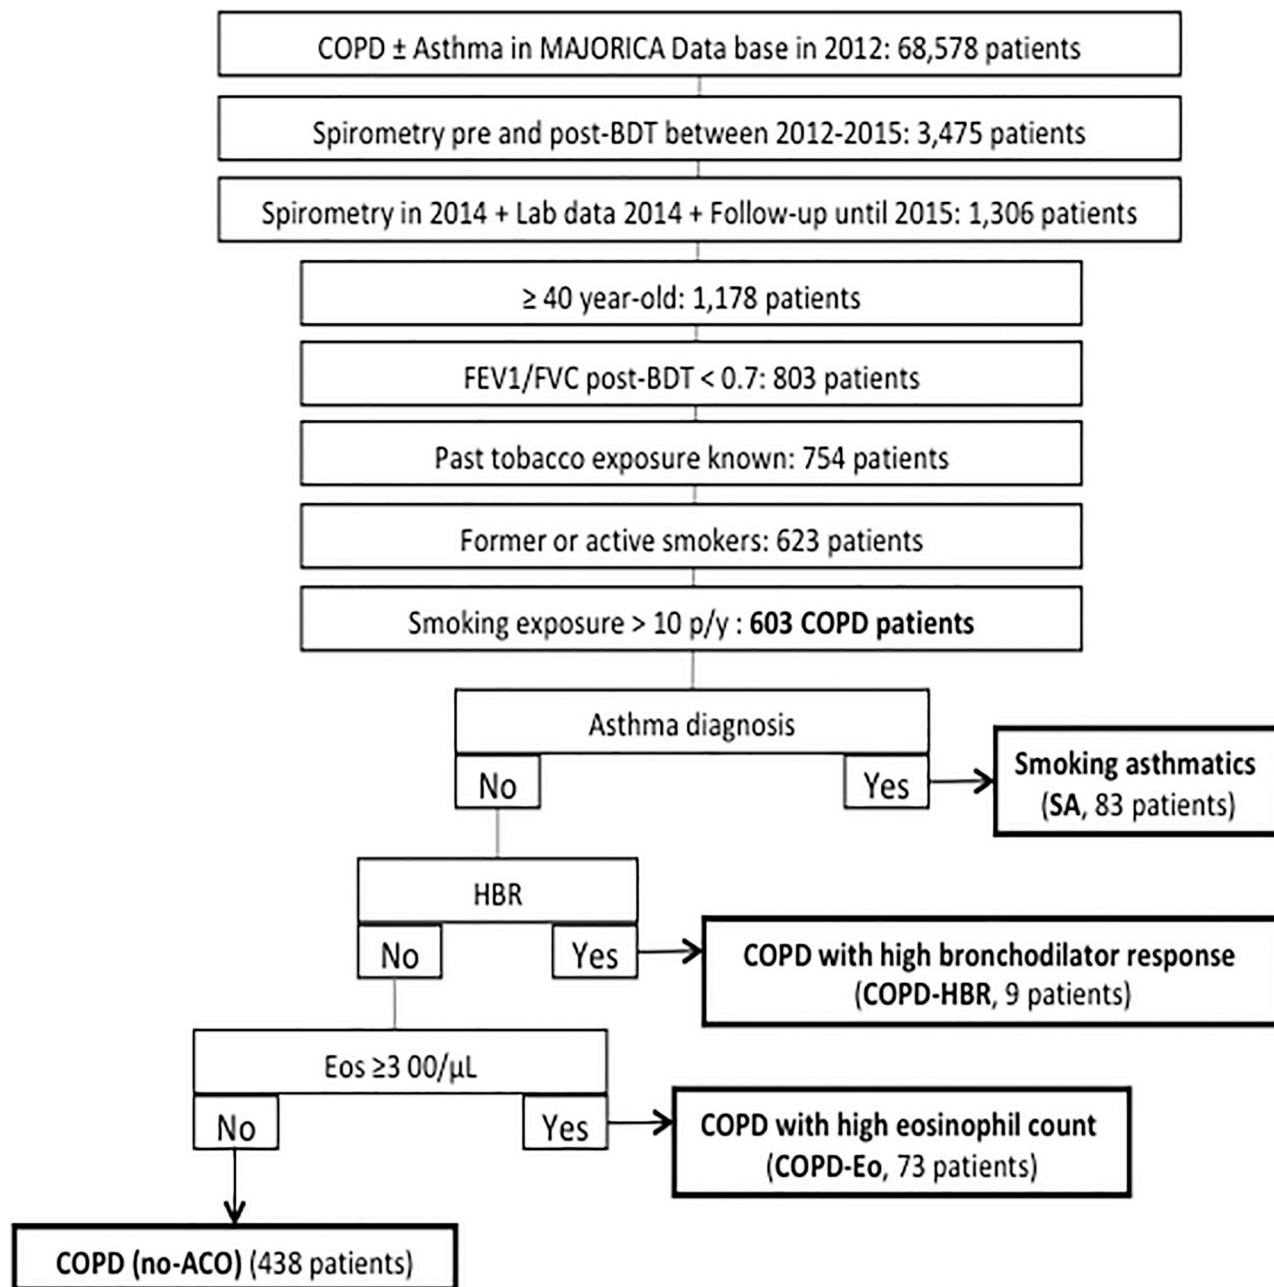 COPD ± Asthma in MAJORICA Data base in 2012: 68,578 patients
Spirometry pre and post-BDT between 2012-2015: 3,475 patients
Spirometry in 2014 + Lab data 2014 + Follow-up until 2015: 1,306 patients
≥ 40 year-old: 1,178 patients
FEV1/FVC post-BDT < 0.7: 803 patients
Past tobacco exposure known: 754 patients
Former or active smokers: 623 patients
Smoking exposure > 10 p/y : 603 COPD patients
Asthma diagnosis
No
Yes
Smoking asthmatics
(SA, 83 patients)
HBR
No
Yes
COPD with high bronchodilator response
(COPD-HBR, 9 patients)
Eos ≥3 00/µL
No
Yes
COPD with high eosinophil count
(COPD-Eo, 73 patients)
COPD (no-ACO) (438 patients)